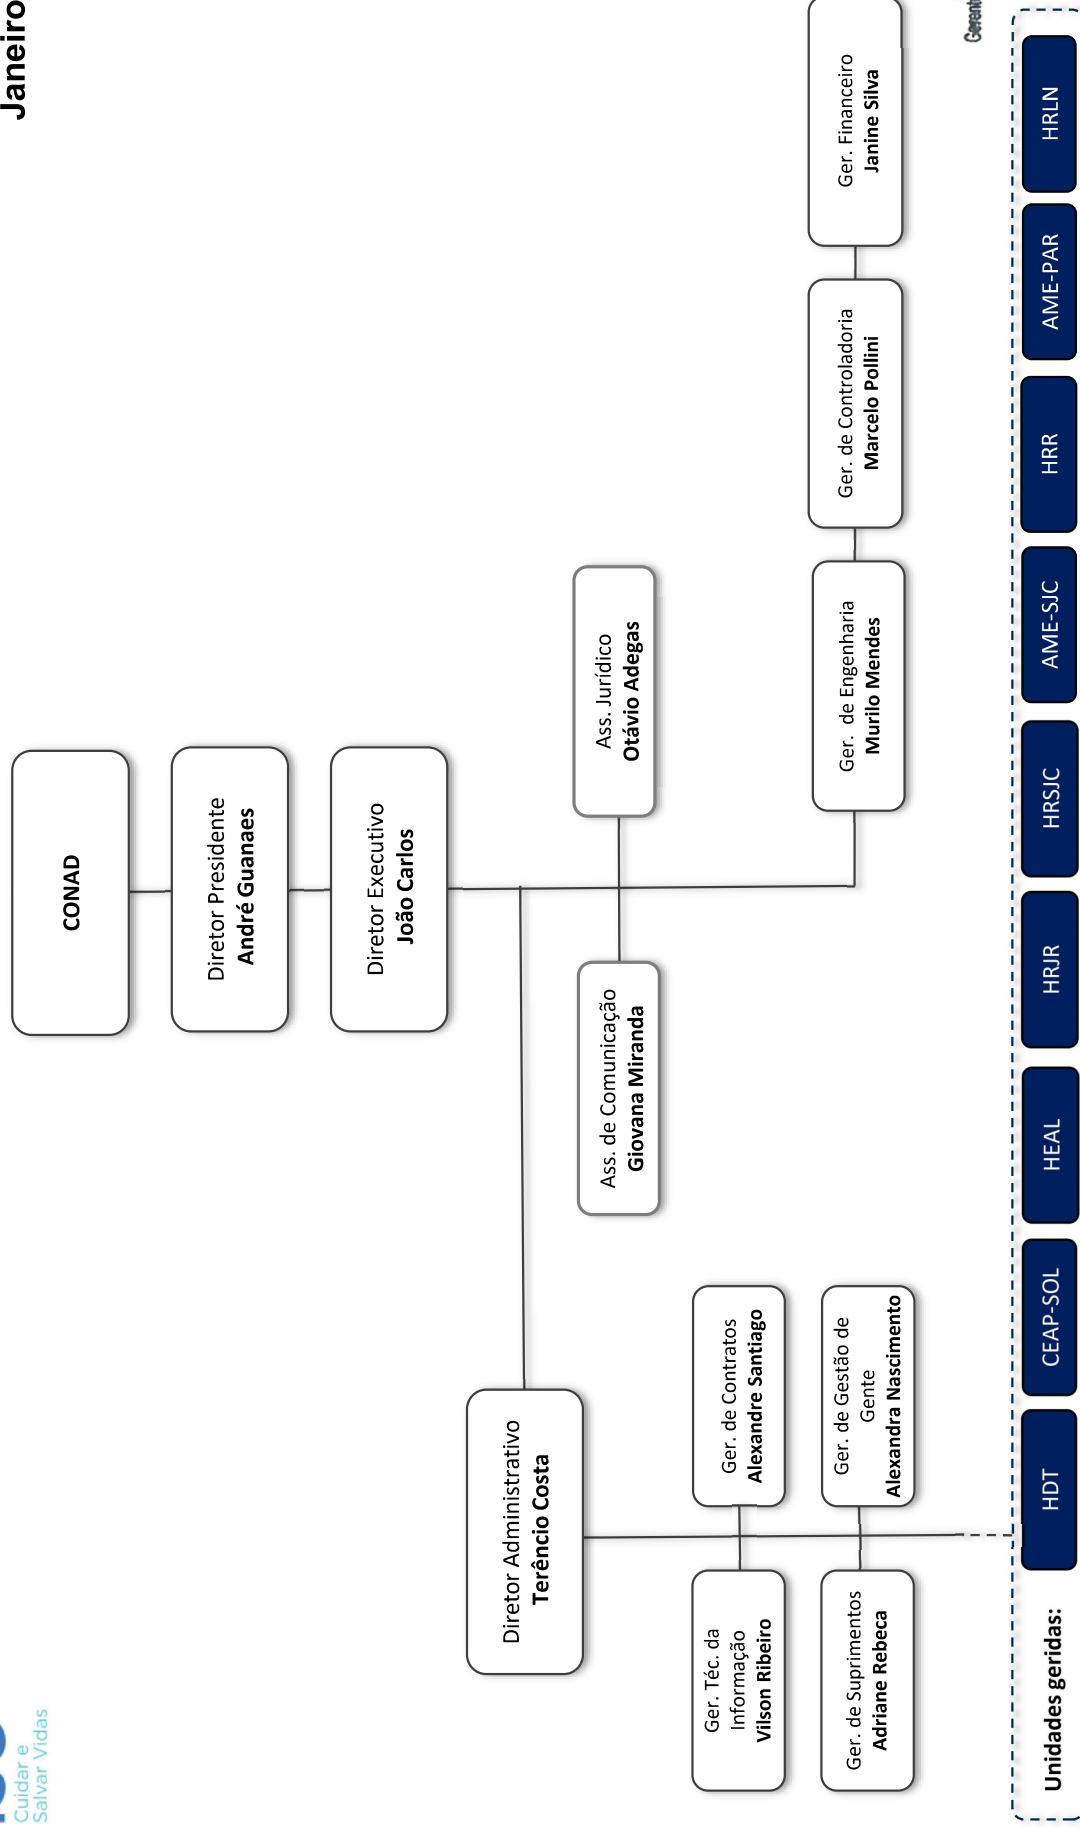 Janeiro
Cuidar e
Salvar Vidas
CONAD
Diretor Presidente
André Guanaes
Diretor Executivo
João Carlos
Diretor Administrativo
Terêncio Costa
Ass. de Comunicação
Giovana Miranda
Ass. Jurídico
Otávio Adegas
Ger. Téc. da
Informação
Vilson Ribeiro
Ger. de Contratos
Alexandre Santiago
Ger. de Suprimentos
Adriane Rebeca
Ger. de Gestão de
Gente
Alexandra Nascimento
Ger. de Engenharia
Murilo Mendes
Ger. de Controladoria
Marcelo Pollini
Ger. Financeiro
Janine Silva
Unidades geridas:
HDT
CEAP-SOL
HEAL
HRJR
HRSJC
AME-SJC
HRR
AME-PAR
HRLN